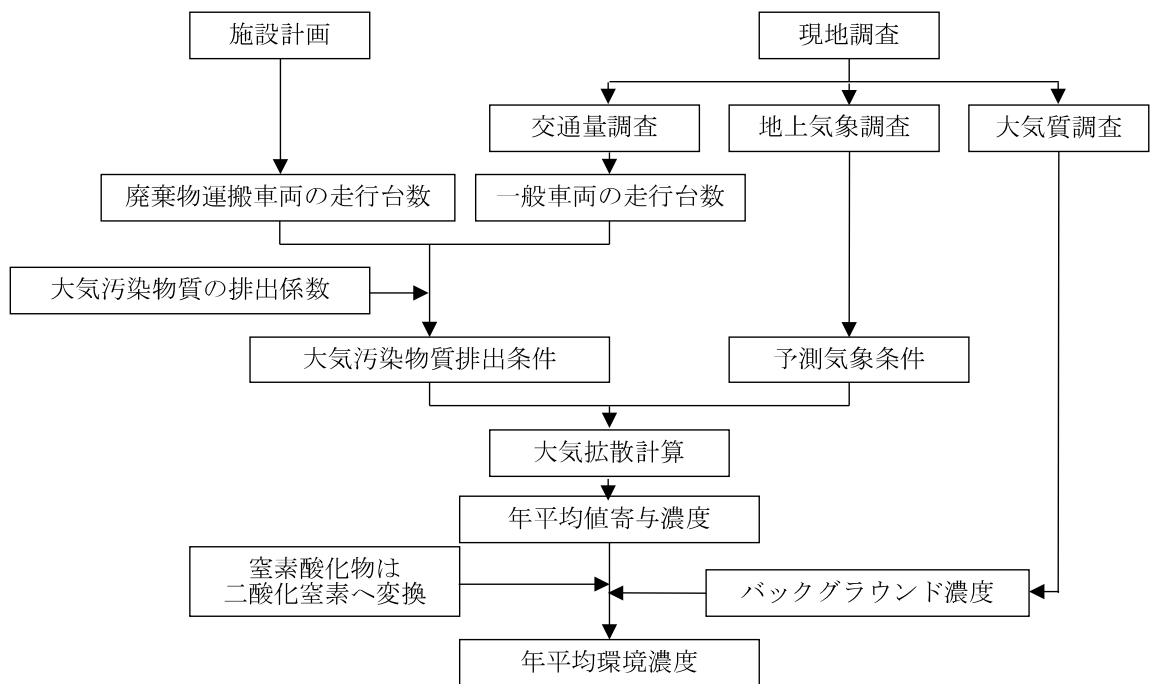 施設計画
現地調査
交通量調査
地上気象調査
大気質調査
廃棄物運搬車両の走行台数
一般車両の走行台数
大気汚染物質の排出係数
大気汚染物質排出条件
予測気象条件
大気拡散計算
年平均値寄与濃度
窒素酸化物は
二酸化窒素へ変換
バックグラウンド濃度
年平均環境濃度